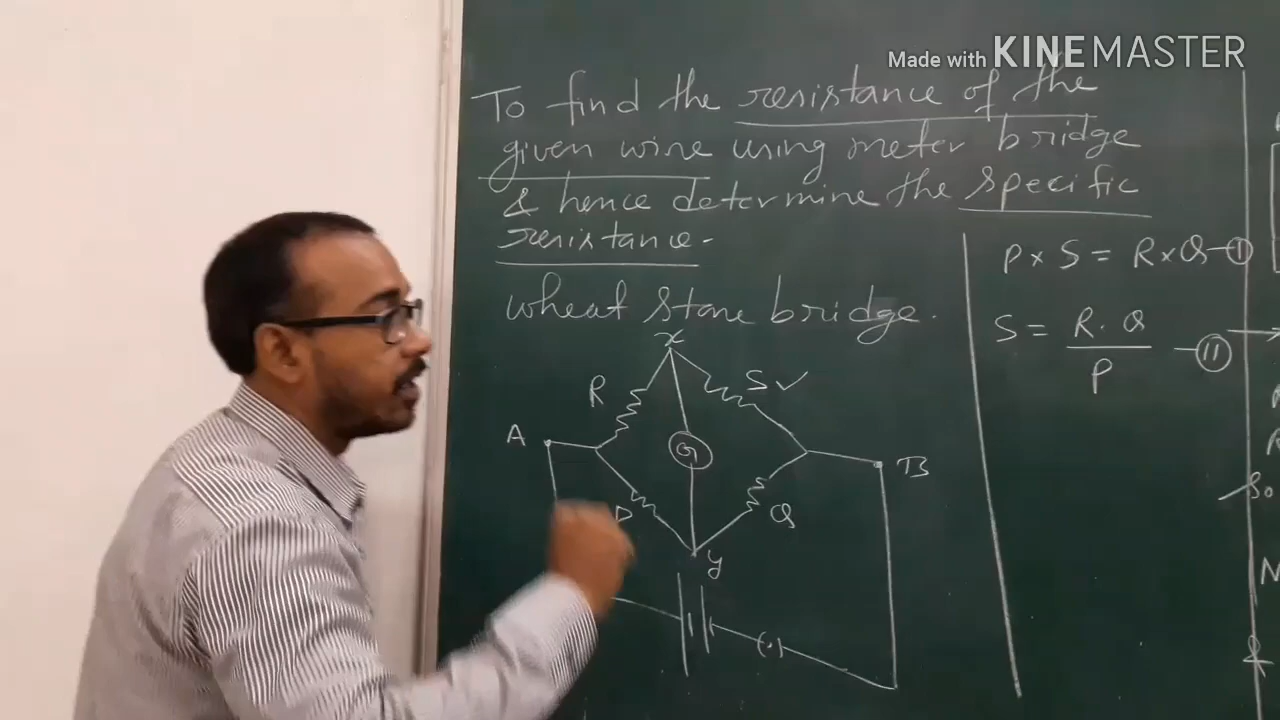 Made with KINEMASTER
To find the resistance of the
given wire using meter bridge
& hence determine the specific
resistance.
wheat stone bridge.
P x S = R x Q - I
S = R. Q / P - II
x
R
S ✓
A
G
B
P
Q
y
So
N
&